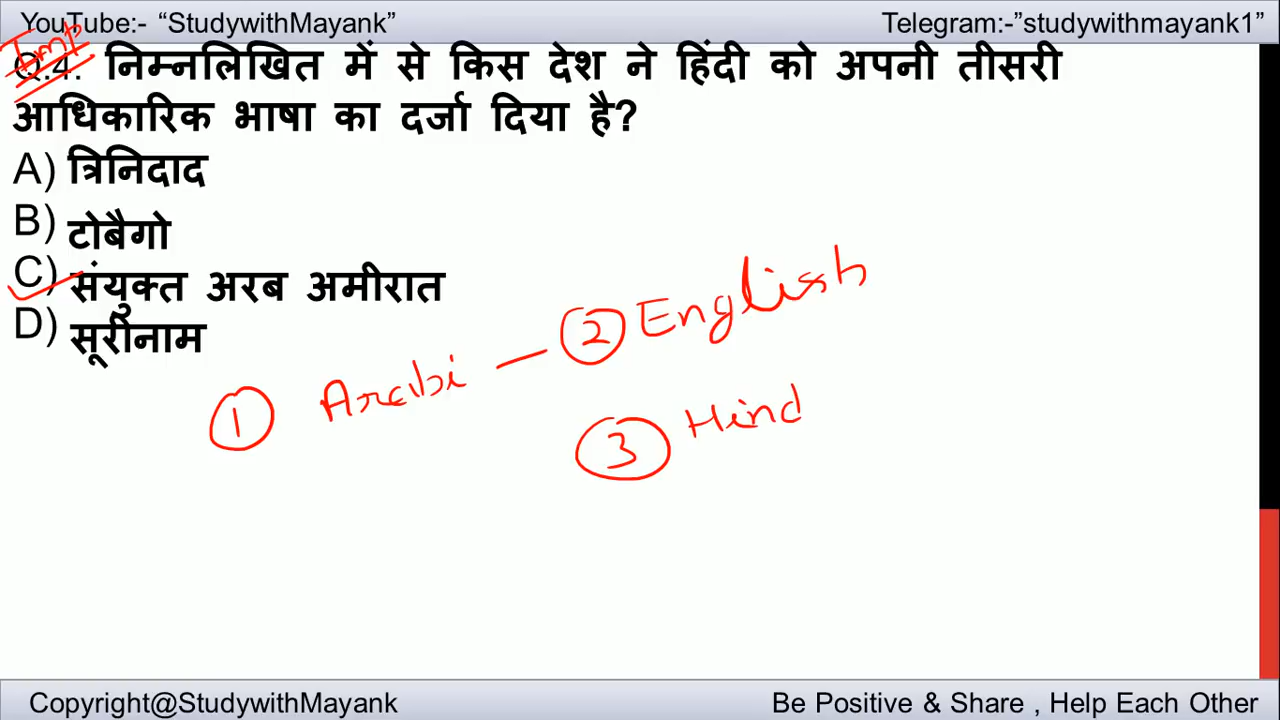 YouTube:- “StudywithMayank”
Telegram:-”studywithmayank1”
Imp
Q.4. निम्नलिखित में से किस देश ने हिंदी को अपनी तीसरी
आधिकारिक भाषा का दर्जा दिया है?
A) त्रिनिदाद
B) टोबैगो
C) संयुक्त अरब अमीरात
D) सूरीनाम
① Arabi — ② English
③ Hind
Copyright@StudywithMayank
Be Positive & Share , Help Each Other